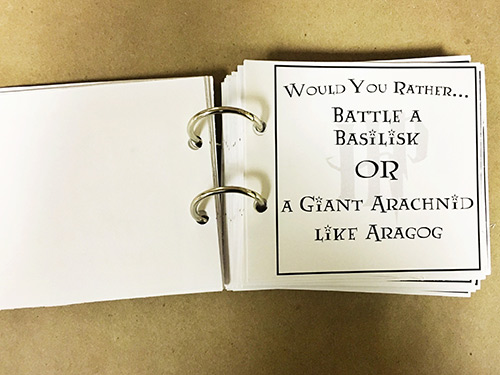 Would You Rather...
Battle a
Basilisk
OR
a Giant Arachnid
like Aragog